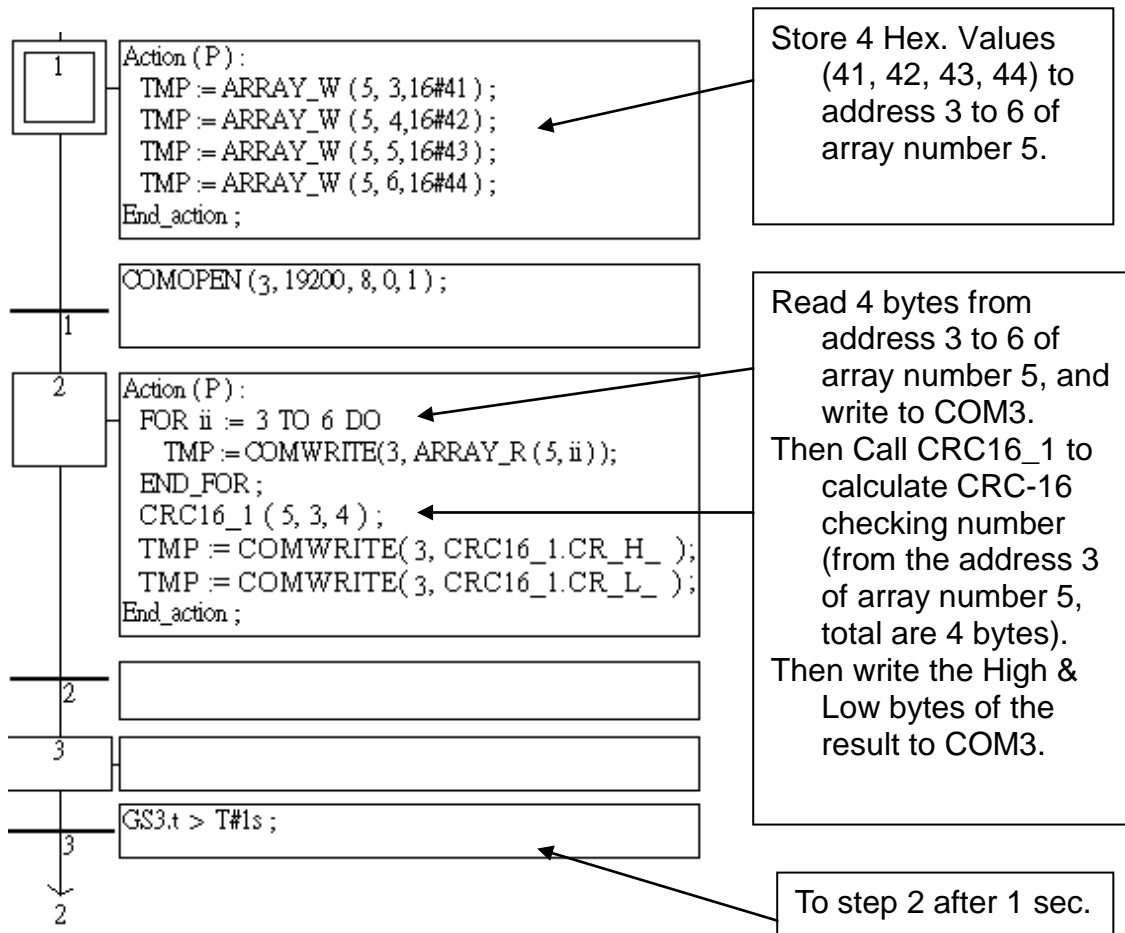 1
Action ( P ) :
TMP := ARRAY_W ( 5, 3,16#41 ) ;
TMP := ARRAY_W ( 5, 4,16#42 ) ;
TMP := ARRAY_W ( 5, 5,16#43 ) ;
TMP := ARRAY_W ( 5, 6,16#44 ) ;
End_action ;
Store 4 Hex. Values
(41, 42, 43, 44) to
address 3 to 6 of
array number 5.
COMOPEN ( 3, 19200, 8, 0, 1 ) ;
1
2
Action ( P ) :
FOR ii := 3 TO 6 DO
TMP := COMWRITE(3, ARRAY_R ( 5, ii ) );
END_FOR ;
CRC16_1 ( 5, 3, 4 ) ;
TMP := COMWRITE( 3, CRC16_1.CR_H_ );
TMP := COMWRITE( 3, CRC16_1.CR_L_ );
End_action ;
Read 4 bytes from
address 3 to 6 of
array number 5, and
write to COM3.
Then Call CRC16_1 to
calculate CRC-16
checking number
(from the address 3
of array number 5,
total are 4 bytes).
Then write the High &
Low bytes of the
result to COM3.
2
3
GS3.t > T#1s ;
3
2
To step 2 after 1 sec.